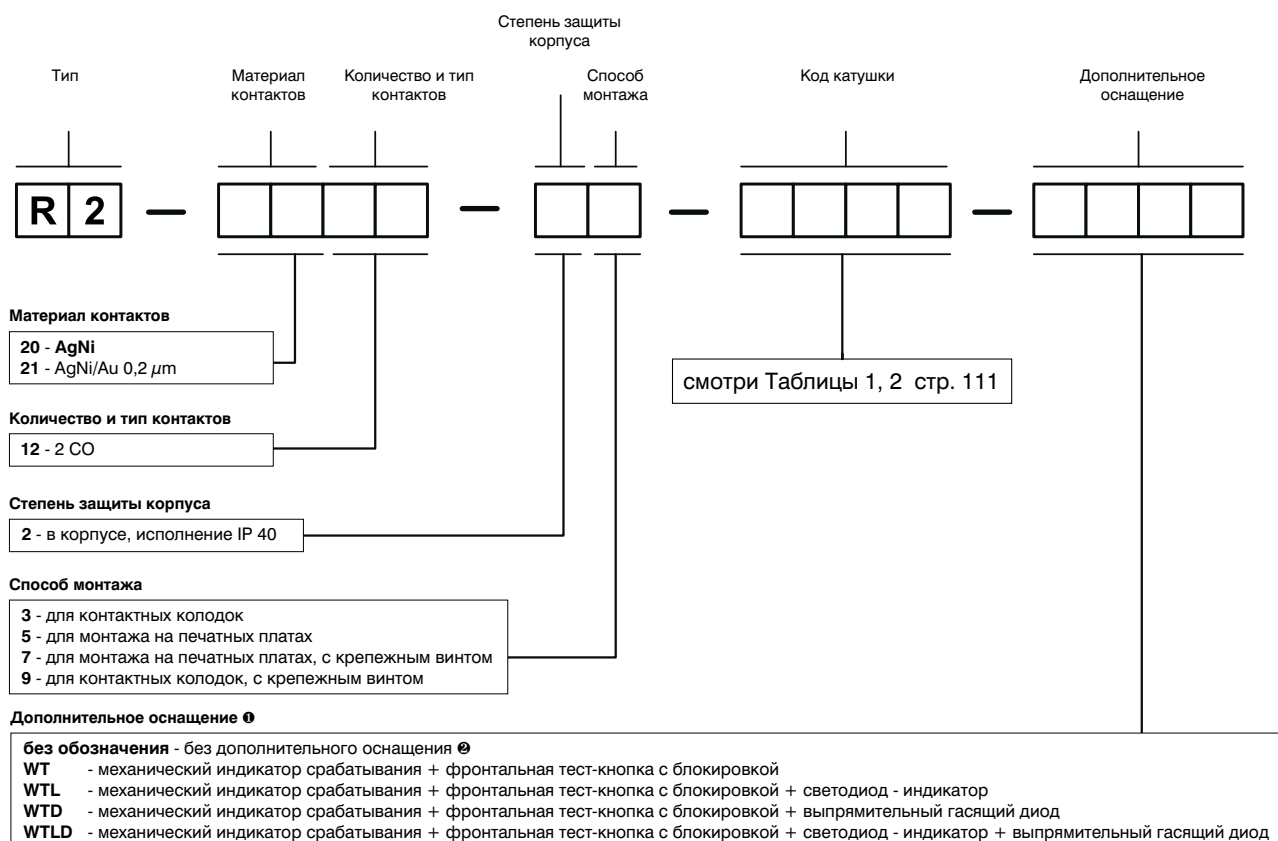 Степень защиты
корпуса
Тип
Материал
контактов
Количество и тип
контактов
Способ
монтажа
Код катушки
Дополнительное
оснащение
R 2 — — — —
Материал контактов
20 - AgNi
21 - AgNi/Au 0,2 µm
смотри Таблицы 1, 2 стр. 111
Количество и тип контактов
12 - 2 CO
Степень защиты корпуса
2 - в корпусе, исполнение IP 40
Способ монтажа
3 - для контактных колодок
5 - для монтажа на печатных платах
7 - для монтажа на печатных платах, с крепежным винтом
9 - для контактных колодок, с крепежным винтом
Дополнительное оснащение ❶
без обозначения - без дополнительного оснащения ❷
WT - механический индикатор срабатывания + фронтальная тест-кнопка с блокировкой
WTL - механический индикатор срабатывания + фронтальная тест-кнопка с блокировкой + светодиод - индикатор
WTD - механический индикатор срабатывания + фронтальная тест-кнопка с блокировкой + выпрямительный гасящий диод
WTLD - механический индикатор срабатывания + фронтальная тест-кнопка с блокировкой + светодиод - индикатор + выпрямительный гасящий диод